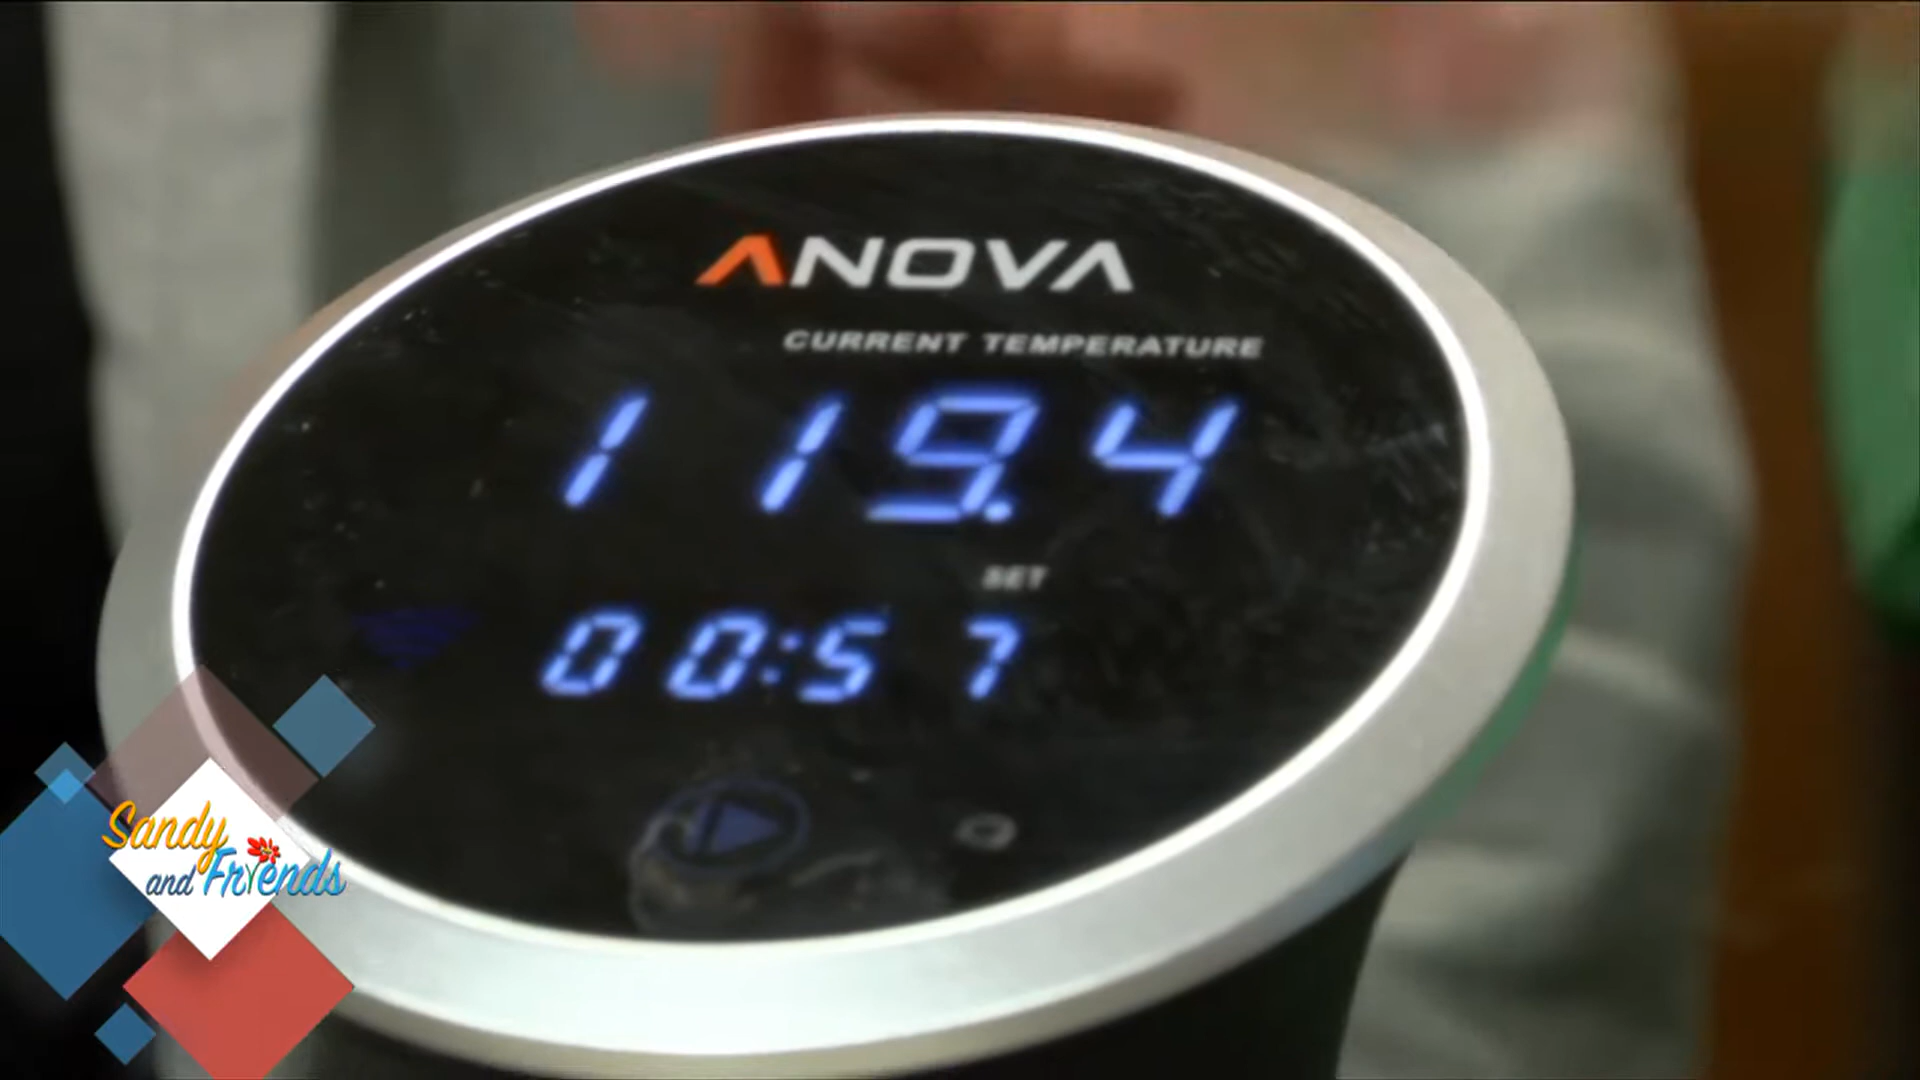 ANOVA
CURRENT TEMPERATURE
119.4
SET
00:57
Sandy
and Friends